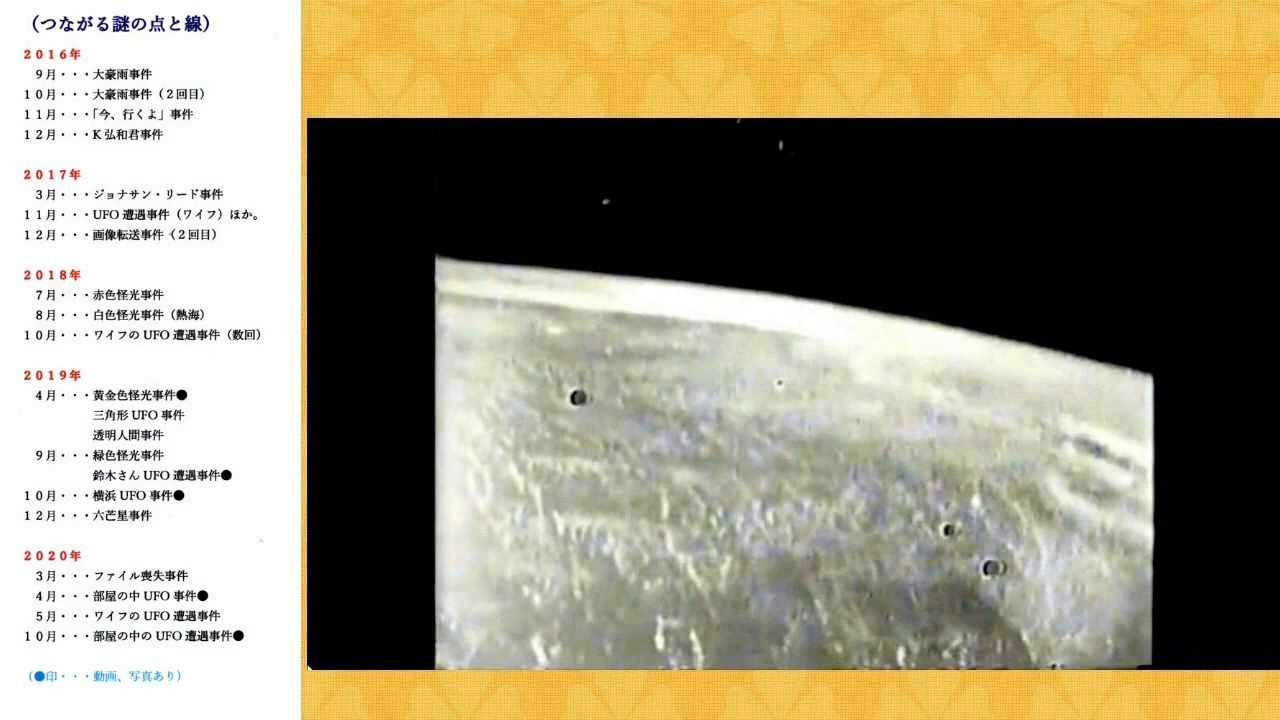 （つながる謎の点と線）
２０１６年
９月・・・大豪雨事件
１０月・・・大豪雨事件（２回目）
１１月・・・「今、行くよ」事件
１２月・・・K 弘和君事件
２０１７年
３月・・・ジョナサン・リード事件
１１月・・・UFO 遭遇事件（ワイフ）ほか。
１２月・・・画像転送事件（２回目）
２０１８年
７月・・・赤色怪光事件
８月・・・白色怪光事件（熱海）
１０月・・・ワイフの UFO 遭遇事件（数回）
２０１９年
４月・・・黄金色怪光事件●
三角形 UFO 事件
透明人間事件
９月・・・緑色怪光事件
鈴木さん UFO 遭遇事件●
１０月・・・横浜 UFO 事件●
１２月・・・六芒星事件
２０２０年
３月・・・ファイル喪失事件
４月・・・部屋の中 UFO 事件●
５月・・・ワイフの UFO 遭遇事件
１０月・・・部屋の中の UFO 遭遇事件●
（●印・・・動画、写真あり）